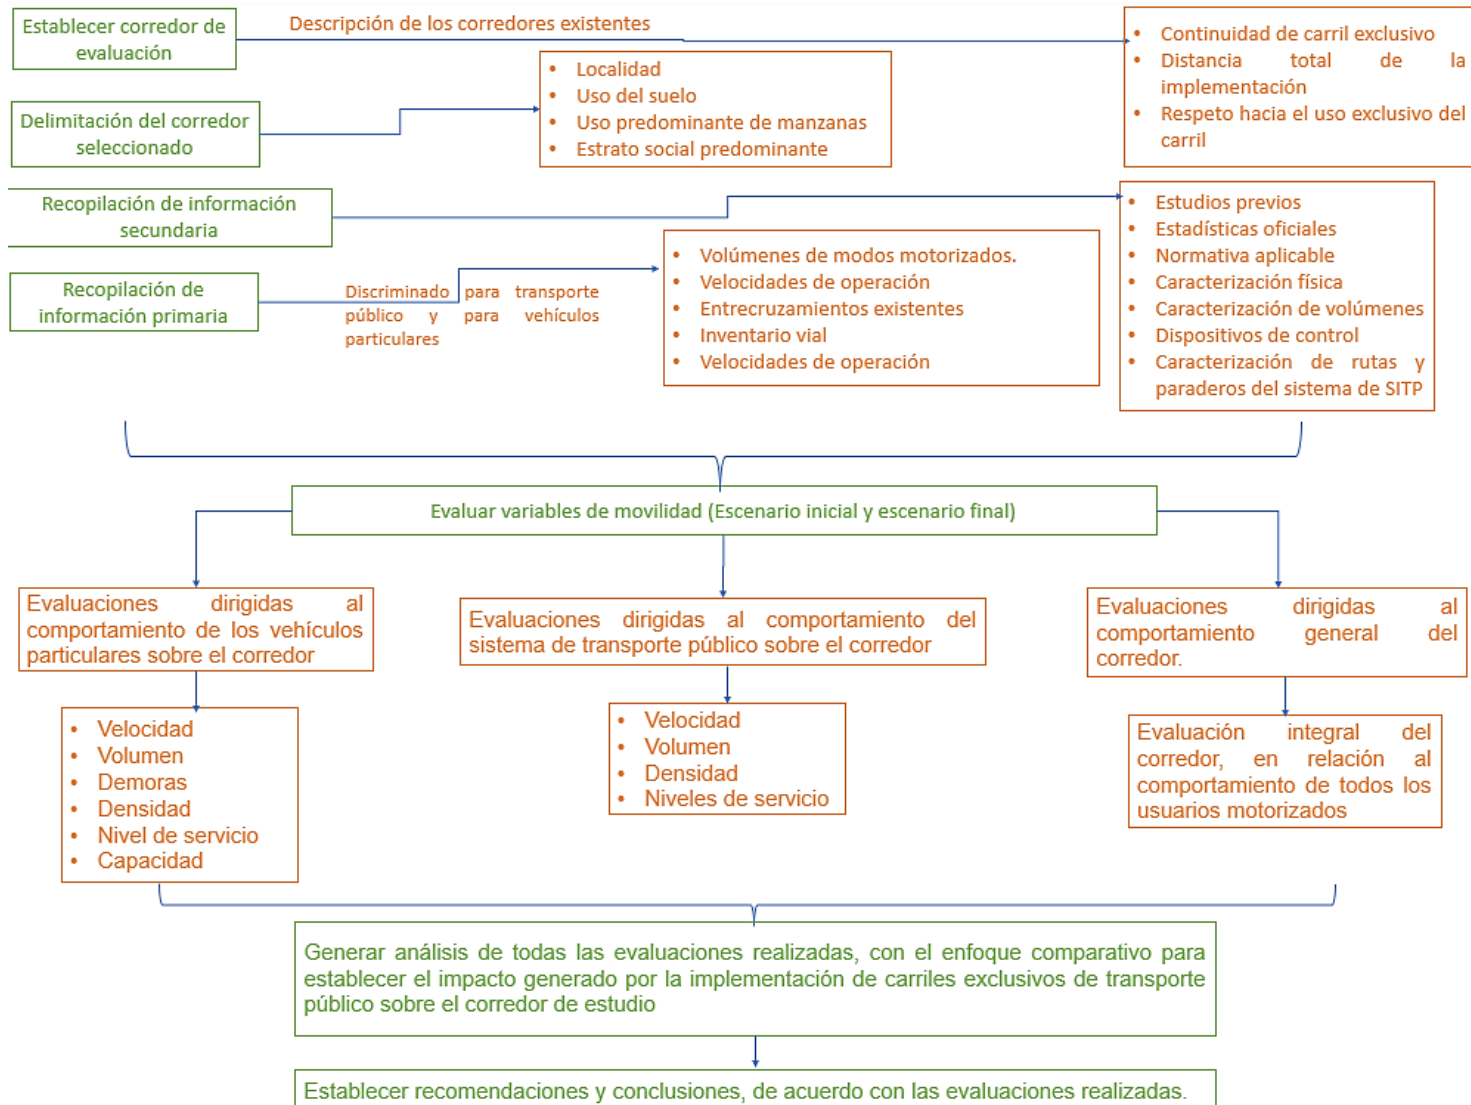 Establecer corredor de
evaluación
Descripción de los corredores existentes
• Continuidad de carril exclusivo
• Distancia total de la
implementación
• Respeto hacia el uso exclusivo del
carril
Delimitación del corredor
seleccionado
• Localidad
• Uso del suelo
• Uso predominante de manzanas
• Estrato social predominante
Recopilación de información
secundaria
• Estudios previos
• Estadísticas oficiales
• Normativa aplicable
• Caracterización física
• Caracterización de volúmenes
• Dispositivos de control
• Caracterización de rutas y
paraderos del sistema de SITP
Recopilación de
información primaria
Discriminado para transporte
público y para vehículos
particulares
• Volúmenes de modos motorizados.
• Velocidades de operación
• Entrecruzamientos existentes
• Inventario vial
• Velocidades de operación
Evaluar variables de movilidad (Escenario inicial y escenario final)
Evaluaciones dirigidas al
comportamiento de los vehículos
particulares sobre el corredor
Evaluaciones dirigidas al comportamiento del
sistema de transporte público sobre el corredor
Evaluaciones dirigidas al
comportamiento general del
corredor.
• Velocidad
• Volumen
• Demoras
• Densidad
• Nivel de servicio
• Capacidad
• Velocidad
• Volumen
• Densidad
• Niveles de servicio
Evaluación integral del
corredor, en relación al
comportamiento de todos los
usuarios motorizados
Generar análisis de todas las evaluaciones realizadas, con el enfoque comparativo para
establecer el impacto generado por la implementación de carriles exclusivos de transporte
público sobre el corredor de estudio
Establecer recomendaciones y conclusiones, de acuerdo con las evaluaciones realizadas.